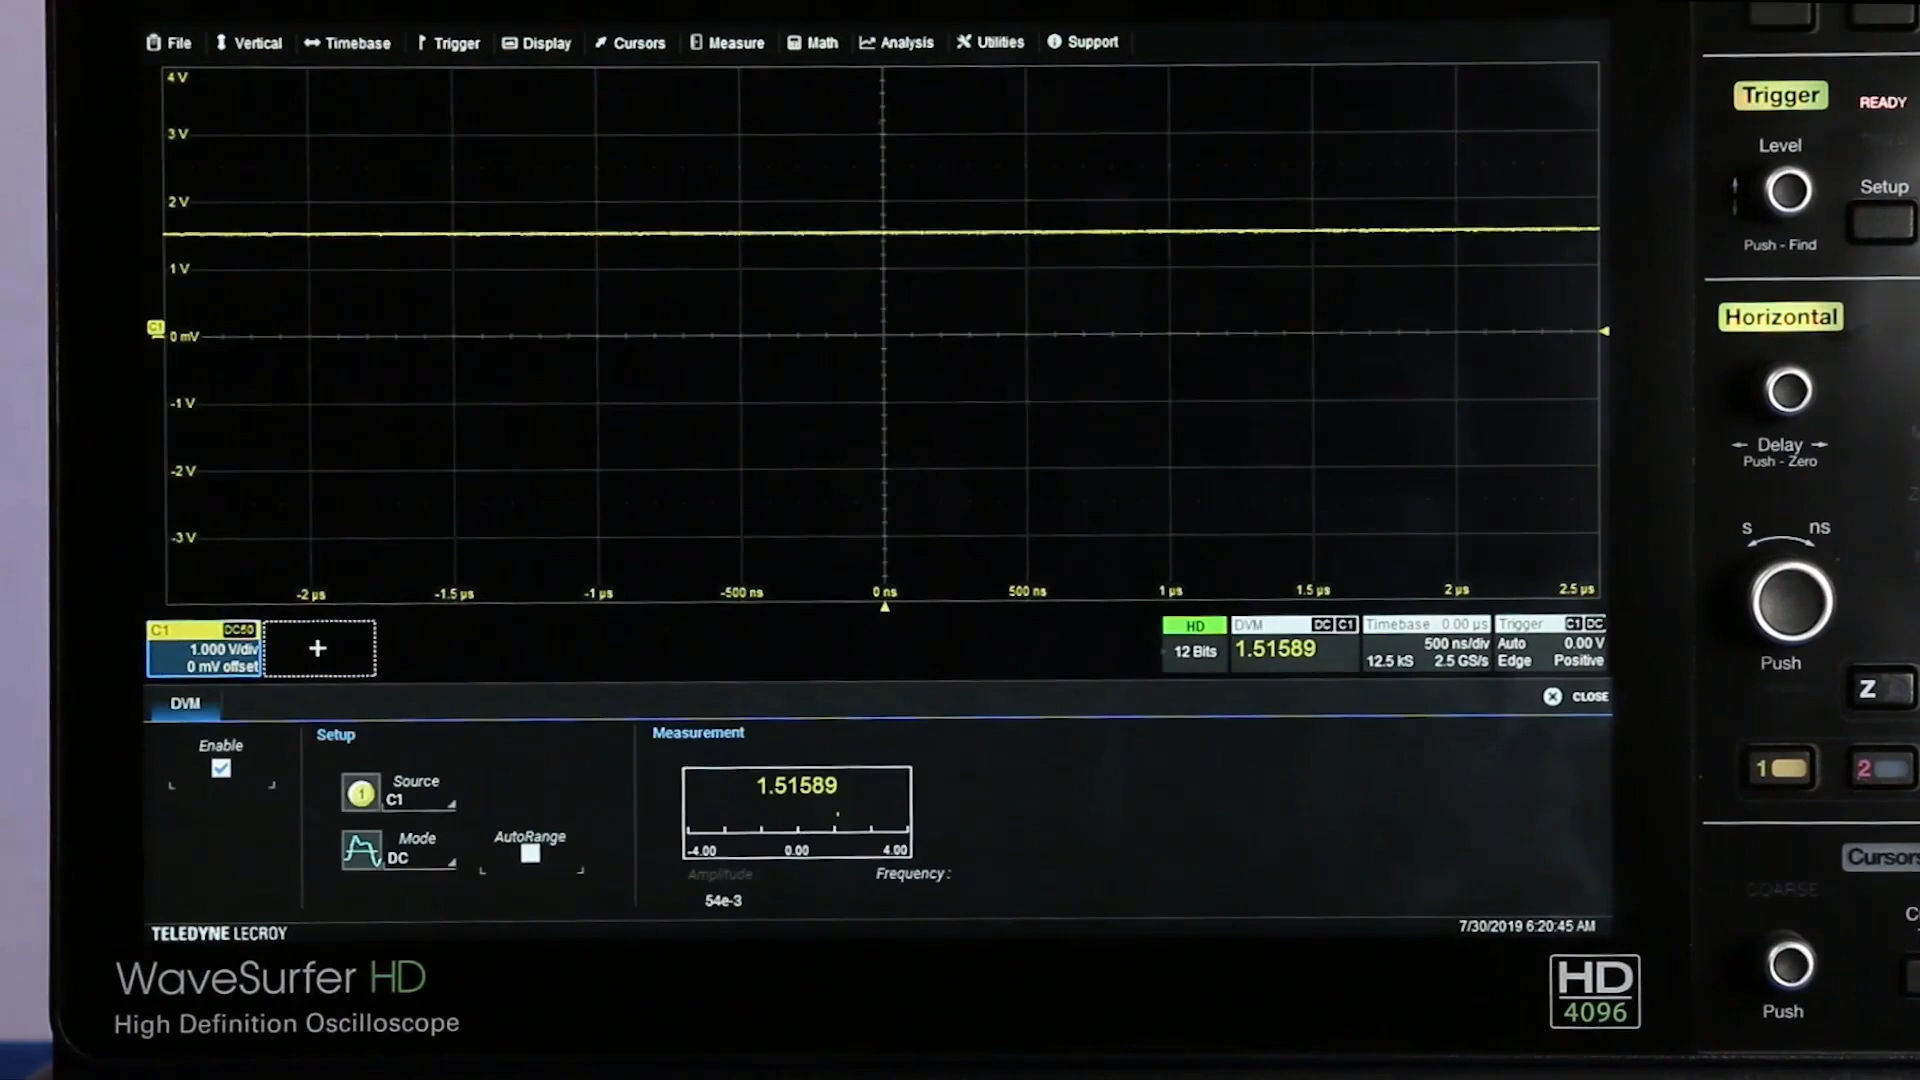 File Vertical Timebase Trigger Display Cursors Measure Math Analysis Utilities Support
4 V
3 V
2 V
1 V
C1
0 mV
-1 V
-2 V
-3 V
-2 µs -1.5 µs -1 µs -500 ns 0 ns 500 ns 1 µs 1.5 µs 2 µs 2.5 µs
C1 DC50
1.000 V/div
0 mV offset
+
HD
12 Bits
DVM DC C1
1.51589
Timebase 0.00 µs
500 ns/div
12.5 kS 2.5 GS/s
Trigger C1 DC
Auto 0.00 V
Edge Positive
DVM
CLOSE
Enable
Setup
1
Source
C1
Mode
DC
AutoRange
Measurement
1.51589
-4.00 0.00 4.00
Amplitude
Frequency :
54e-3
TELEDYNE LECROY
7/30/2019 6:20:45 AM
WaveSurfer HD
High Definition Oscilloscope
HD
4096
Trigger READY
Level
Setup
Push - Find
Horizontal
Delay
Push - Zero
s ns
Push
Z
1 2
Cursors
COARSE
Push